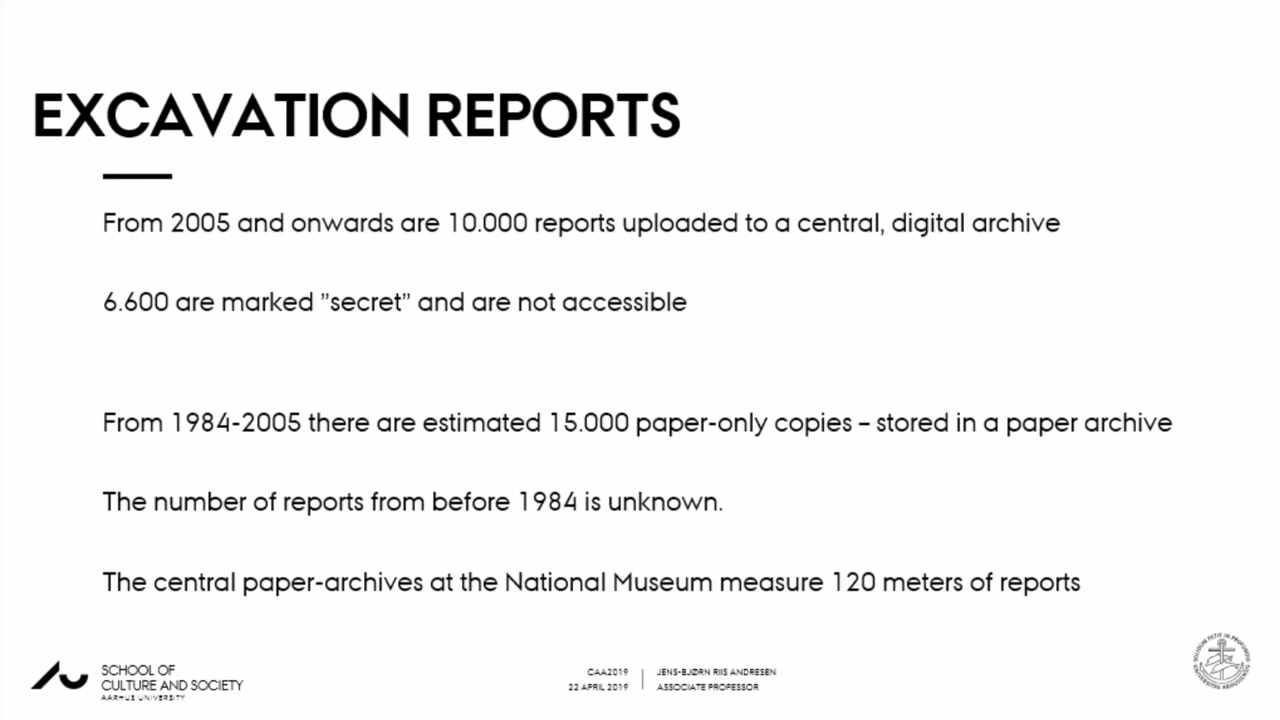 EXCAVATION REPORTS
From 2005 and onwards are 10.000 reports uploaded to a central, digital archive
6.600 are marked ”secret” and are not accessible
From 1984-2005 there are estimated 15.000 paper-only copies – stored in a paper archive
The number of reports from before 1984 is unknown.
The central paper-archives at the National Museum measure 120 meters of reports
SCHOOL OF
CULTURE AND SOCIETY
AARHUS UNIVERSITY
CAA2019
22 APRIL 2019
JENS-BJØRN RIIS ANDRESEN
ASSOCIATE PROFESSOR